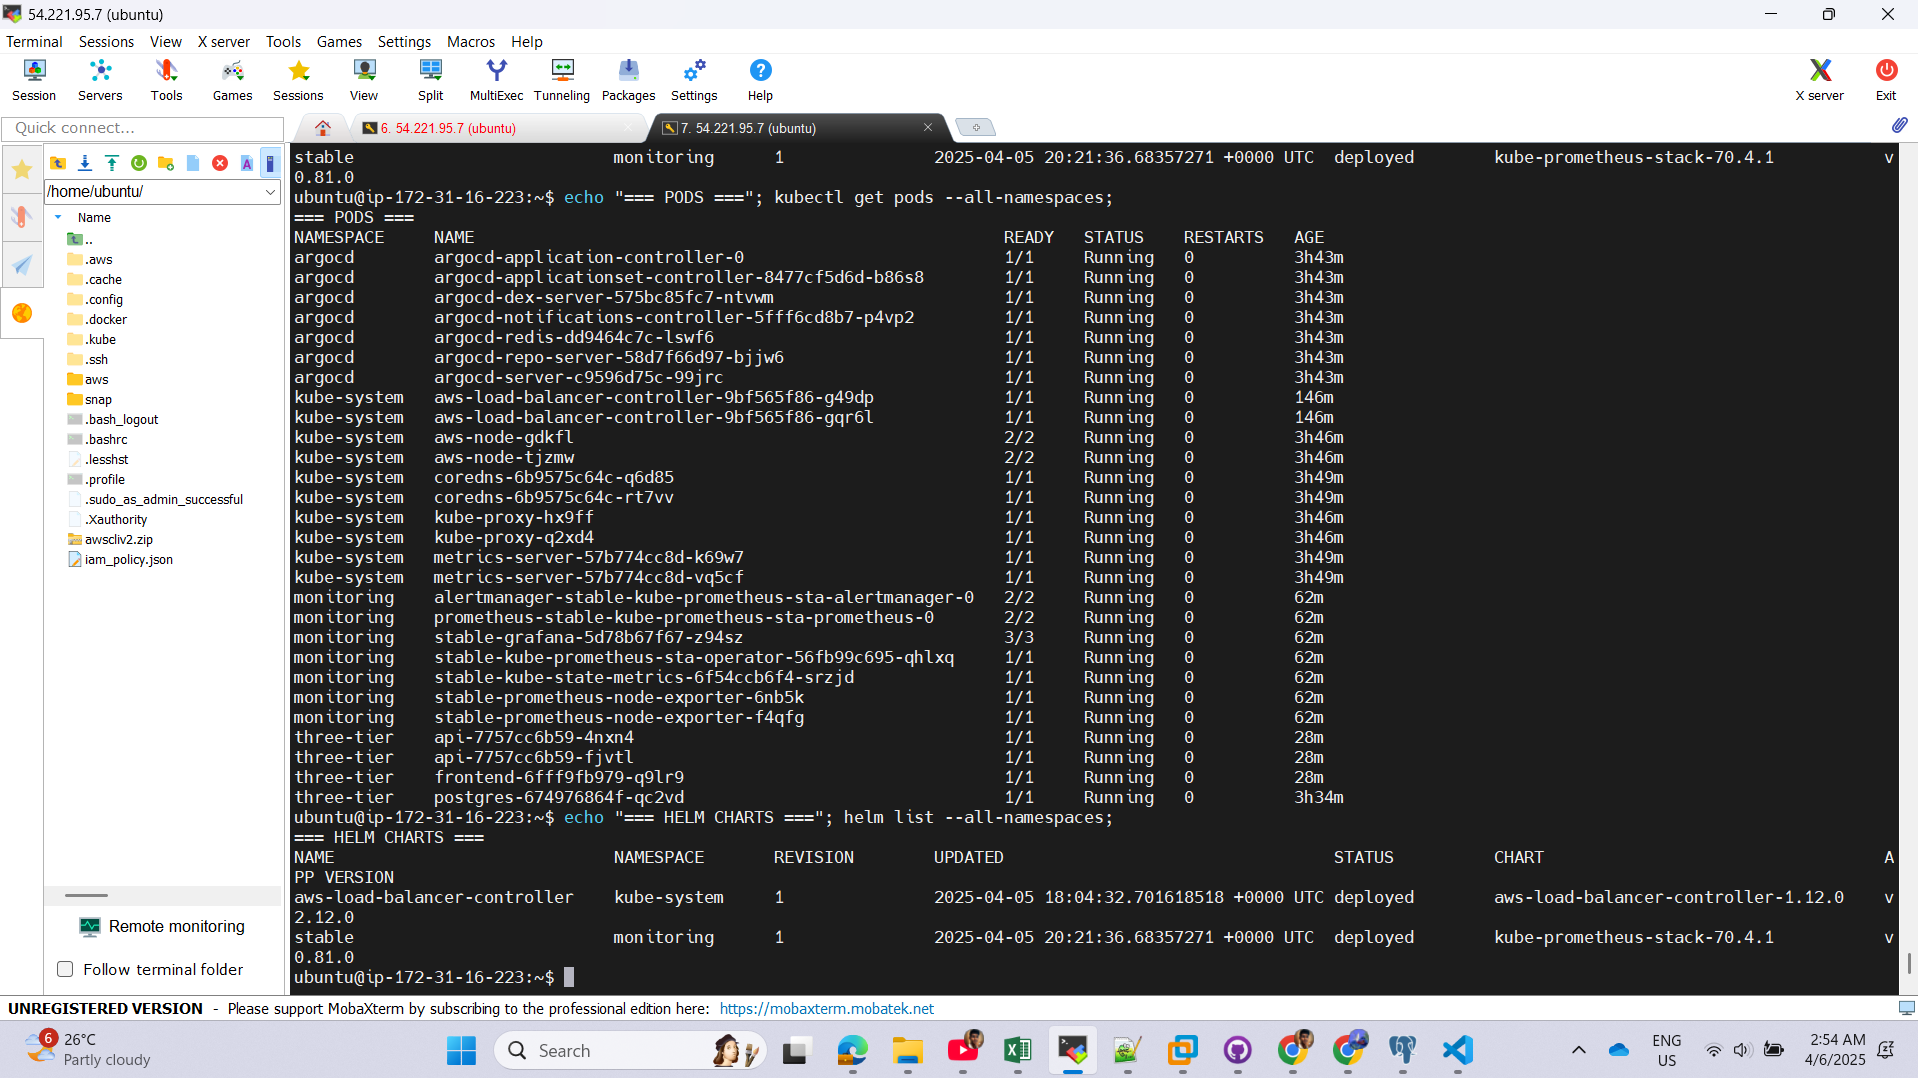 54.221.95.7 (ubuntu)
Terminal Sessions View X server Tools Games Settings Macros Help
Session Servers Tools Games Sessions View Split MultiExec Tunneling Packages Settings Help X server Exit
Quick connect...
6. 54.221.95.7 (ubuntu)
7. 54.221.95.7 (ubuntu)
/home/ubuntu/
Name
..
.aws
.cache
.config
.docker
.kube
.ssh
aws
snap
.bash_logout
.bashrc
.lesshst
.profile
.sudo_as_admin_successful
.Xauthority
awscliv2.zip
iam_policy.json
Remote monitoring
Follow terminal folder
stable monitoring 1 2025-04-05 20:21:36.68357271 +0000 UTC deployed kube-prometheus-stack-70.4.1 v
0.81.0
ubuntu@ip-172-31-16-223:~$ echo "=== PODS ==="; kubectl get pods --all-namespaces;
=== PODS ===
NAMESPACE NAME READY STATUS RESTARTS AGE
argocd argocd-application-controller-0 1/1 Running 0 3h43m
argocd argocd-applicationset-controller-8477cf5d6d-b86s8 1/1 Running 0 3h43m
argocd argocd-dex-server-575bc85fc7-ntvwm 1/1 Running 0 3h43m
argocd argocd-notifications-controller-5fff6cd8b7-p4vp2 1/1 Running 0 3h43m
argocd argocd-redis-dd9464c7c-lswf6 1/1 Running 0 3h43m
argocd argocd-repo-server-58d7f66d97-bjjw6 1/1 Running 0 3h43m
argocd argocd-server-c9596d75c-99jrc 1/1 Running 0 3h43m
kube-system aws-load-balancer-controller-9bf565f86-g49dp 1/1 Running 0 146m
kube-system aws-load-balancer-controller-9bf565f86-gqr6l 1/1 Running 0 146m
kube-system aws-node-gdkfl 2/2 Running 0 3h46m
kube-system aws-node-tjzmw 2/2 Running 0 3h46m
kube-system coredns-6b9575c64c-q6d85 1/1 Running 0 3h49m
kube-system coredns-6b9575c64c-rt7vv 1/1 Running 0 3h49m
kube-system kube-proxy-hx9ff 1/1 Running 0 3h46m
kube-system kube-proxy-q2xd4 1/1 Running 0 3h46m
kube-system metrics-server-57b774cc8d-k69w7 1/1 Running 0 3h49m
kube-system metrics-server-57b774cc8d-vq5cf 1/1 Running 0 3h49m
monitoring alertmanager-stable-kube-prometheus-sta-alertmanager-0 2/2 Running 0 62m
monitoring prometheus-stable-kube-prometheus-sta-prometheus-0 2/2 Running 0 62m
monitoring stable-grafana-5d78b67f67-z94sz 3/3 Running 0 62m
monitoring stable-kube-prometheus-sta-operator-56fb99c695-qhlxq 1/1 Running 0 62m
monitoring stable-kube-state-metrics-6f54ccb6f4-srzjd 1/1 Running 0 62m
monitoring stable-prometheus-node-exporter-6nb5k 1/1 Running 0 62m
monitoring stable-prometheus-node-exporter-f4qfg 1/1 Running 0 62m
three-tier api-7757cc6b59-4nxn4 1/1 Running 0 28m
three-tier api-7757cc6b59-fjvtl 1/1 Running 0 28m
three-tier frontend-6fff9fb979-q9lr9 1/1 Running 0 28m
three-tier postgres-674976864f-qc2vd 1/1 Running 0 3h34m
ubuntu@ip-172-31-16-223:~$ echo "=== HELM CHARTS ==="; helm list --all-namespaces;
=== HELM CHARTS ===
NAME NAMESPACE REVISION UPDATED STATUS CHART A
PP VERSION
aws-load-balancer-controller kube-system 1 2025-04-05 18:04:32.701618518 +0000 UTC deployed aws-load-balancer-controller-1.12.0 v
2.12.0
stable monitoring 1 2025-04-05 20:21:36.68357271 +0000 UTC deployed kube-prometheus-stack-70.4.1 v
0.81.0
ubuntu@ip-172-31-16-223:~$
UNREGISTERED VERSION - Please support MobaXterm by subscribing to the professional edition here: https://mobaxterm.mobatek.net
6
26°C
Partly cloudy
Search
ENG
US
2:54 AM
4/6/2025